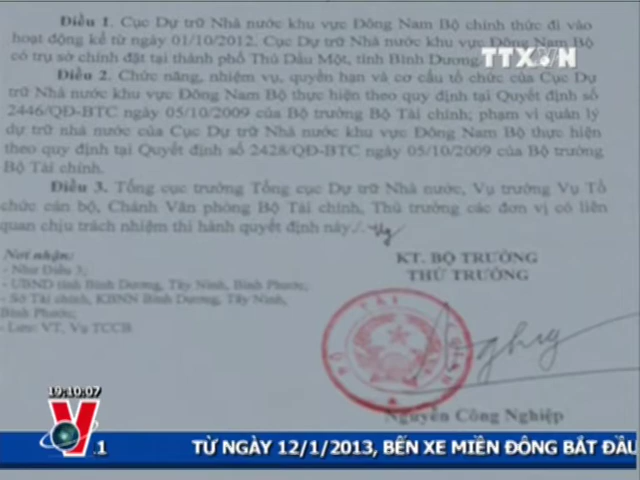 Điều 1. Cục Dự trữ Nhà nước khu vực Đông Nam Bộ chính thức đi vào
hoạt động kể từ ngày 01/10/2012. Cục Dự trữ Nhà nước khu vực Đông Nam Bộ
có trụ sở chính đặt tại thành phố Thủ Dầu Một, tỉnh Bình Dương.
TTXVN
Điều 2. Chức năng, nhiệm vụ, quyền hạn và cơ cấu tổ chức của Cục Dự
trữ Nhà nước khu vực Đông Nam Bộ thực hiện theo quy định tại Quyết định số
2446/QĐ-BTC ngày 05/10/2009 của Bộ trưởng Bộ Tài chính; phạm vi quản lý
dự trữ nhà nước của Cục Dự trữ Nhà nước khu vực Đông Nam Bộ thực hiện
theo quy định tại Quyết định số 2428/QĐ-BTC ngày 05/10/2009 của Bộ trưởng
Bộ Tài chính.
Điều 3. Tổng cục trưởng Tổng cục Dự trữ Nhà nước, Vụ trưởng Vụ Tổ
chức cán bộ, Chánh Văn phòng Bộ Tài chính, Thủ trưởng các đơn vị có liên
quan chịu trách nhiệm thi hành quyết định này./.
Nơi nhận:
- Như Điều 3;
- UBND tỉnh Bình Dương, Tây Ninh, Bình Phước;
- Sở Tài chính, KBNN Bình Dương, Tây Ninh,
Bình Phước;
- Lưu: VT, Vụ TCCB
KT. BỘ TRƯỞNG
THỨ TRƯỞNG
BỘ TÀI CHÍNH
Nguyễn Công Nghiệp
19:10:07
V
.1
TỪ NGÀY 12/1/2013, BẾN XE MIỀN ĐÔNG BẮT ĐẦU